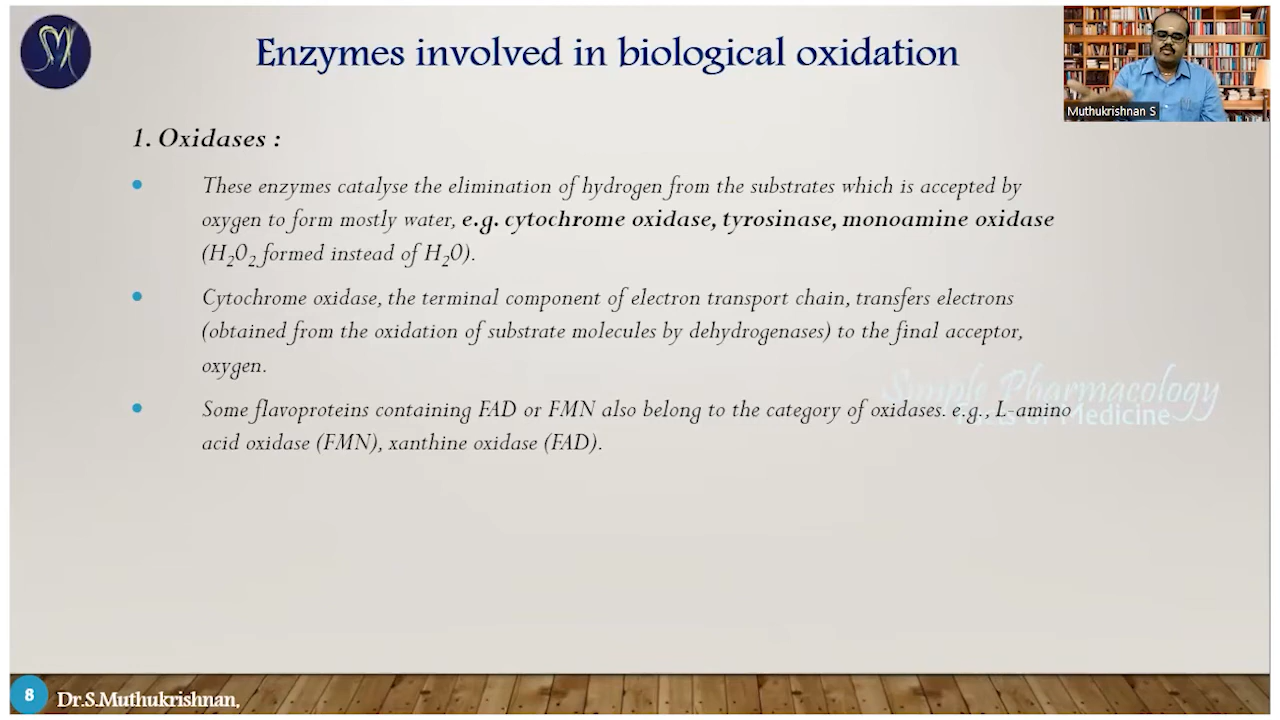 Enzymes involved in biological oxidation
Muthukrishnan S
1. Oxidases :
These enzymes catalyse the elimination of hydrogen from the substrates which is accepted by
oxygen to form mostly water, e.g. cytochrome oxidase, tyrosinase, monoamine oxidase
(H₂0₂ formed instead of H₂0).
Cytochrome oxidase, the terminal component of electron transport chain, transfers electrons
(obtained from the oxidation of substrate molecules by dehydrogenases) to the final acceptor,
oxygen.
Simple Pharmacology
Some flavoproteins containing FAD or FMN also belong to the category of oxidases. e.g., L-amino
of Medicine
acid oxidase (FMN), xanthine oxidase (FAD).
8
Dr.S.Muthukrishnan,